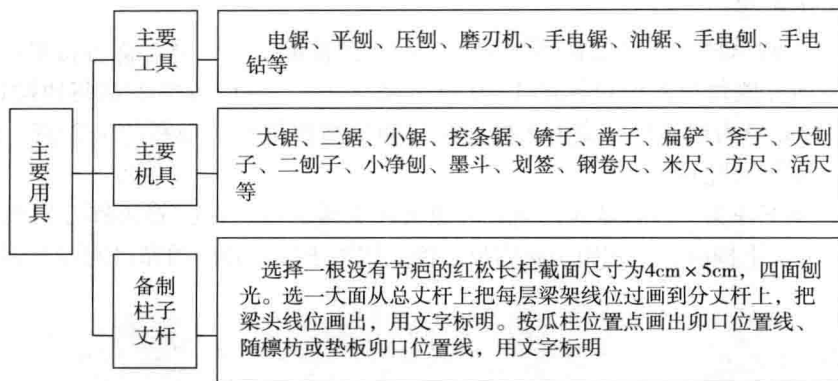 主要用具
主要
工具
电锯、平刨、压刨、磨刃机、手电锯、油锯、手电刨、手电
钻等
主要
机具
大锯、二锯、小锯、挖条锯、锛子、凿子、扁铲、斧子、大刨
子、二刨子、小净刨、墨斗、划签、钢卷尺、米尺、方尺、活尺
等
备制
柱子
丈杆
选择一根没有节疤的红松长杆截面尺寸为4cm×5cm，四面刨
光。选一大面从总丈杆上把每层梁架线位过画到分丈杆上，把
梁头线位画出，用文字标明。按瓜柱位置点画出卯口位置线、
随檩枋或垫板卯口位置线，用文字标明